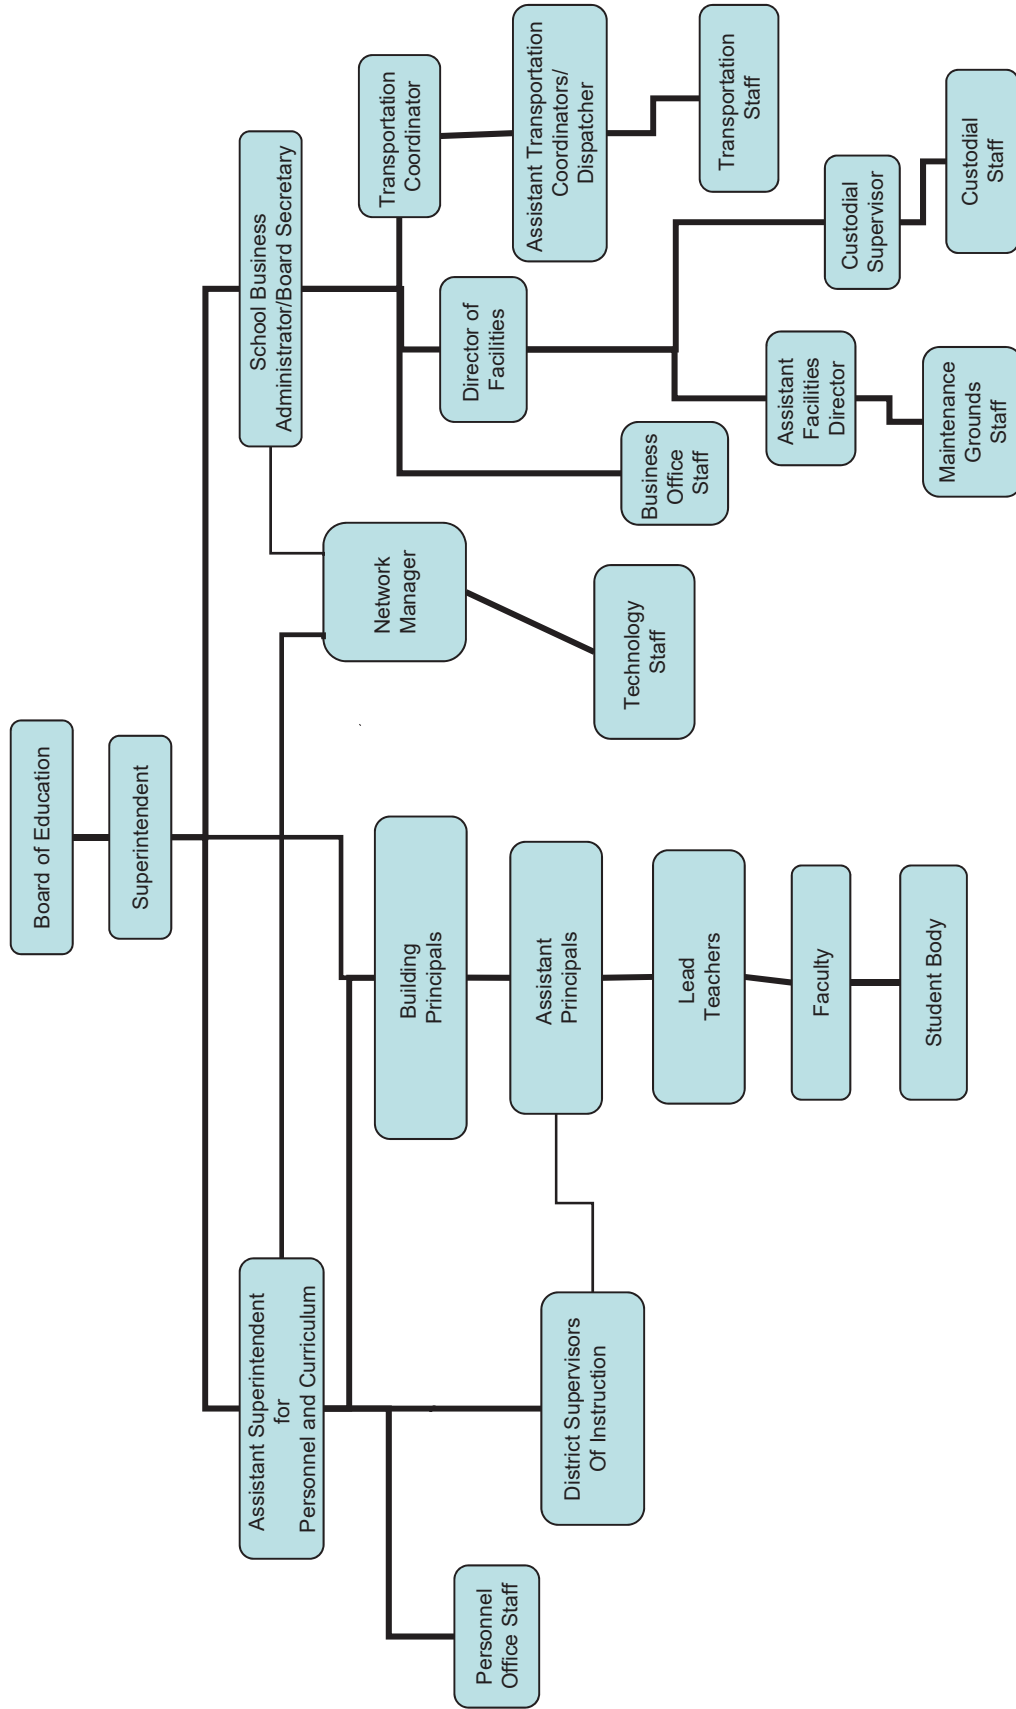 Board of Education
Superintendent
Assistant Superintendent
for
Personnel and Curriculum
School Business
Administrator/Board Secretary
Network
Manager
Transportation
Coordinator
Building
Principals
Director of
Facilities
Personnel
Office Staff
Assistant
Principals
Assistant Transportation
Coordinators/
Dispatcher
District Supervisors
Of Instruction
Technology
Staff
Business
Office
Staff
Lead
Teachers
Transportation
Staff
Assistant
Facilities
Director
Faculty
Custodial
Supervisor
Student Body
Maintenance
Grounds
Staff
Custodial
Staff